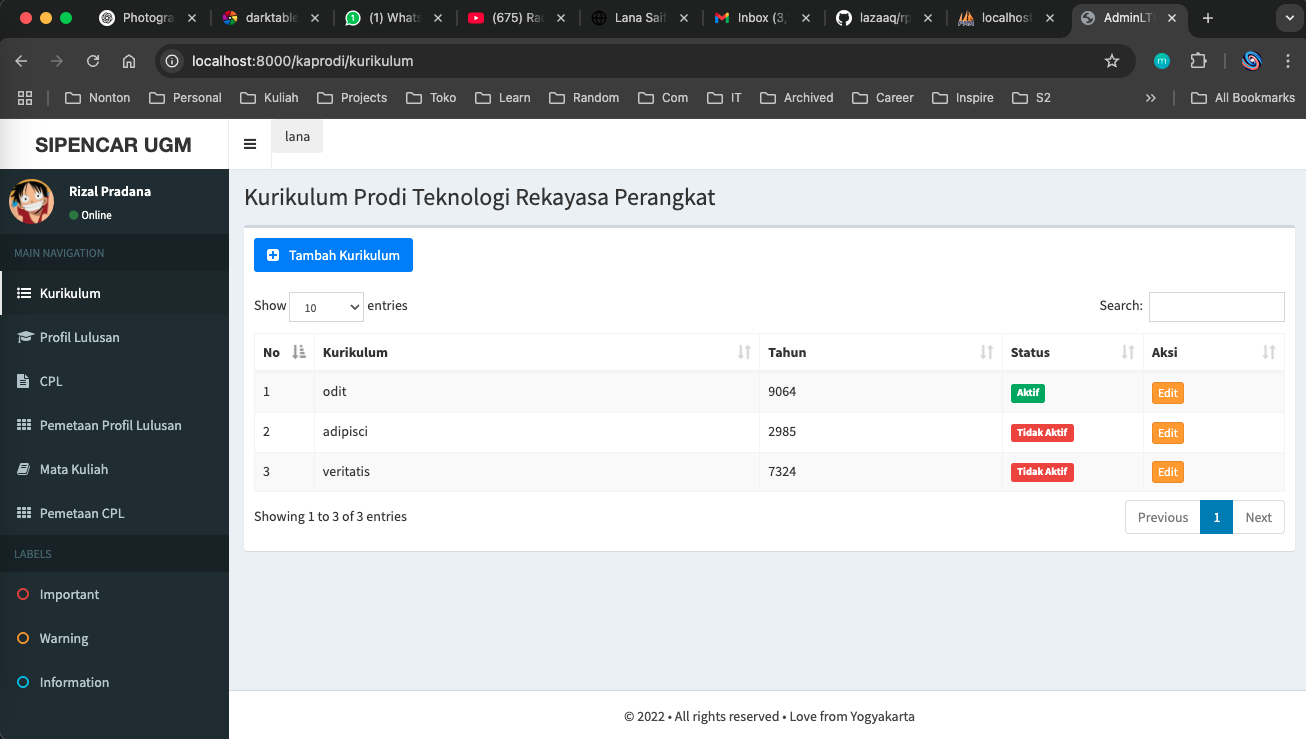 Photogra
darktable
(1) Whats
(675) Rac
Lana Saif
Inbox (3,
lazaaq/rp
localhost
AdminLTE
localhost:8000/kaprodi/kurikulum
m
Nonton Personal Kuliah Projects Toko Learn Random Com IT Archived Career Inspire S2 All Bookmarks
SIPENCAR UGM
lana
Rizal Pradana
Online
MAIN NAVIGATION
Kurikulum
Profil Lulusan
CPL
Pemetaan Profil Lulusan
Mata Kuliah
Pemetaan CPL
LABELS
Important
Warning
Information
Kurikulum Prodi Teknologi Rekayasa Perangkat
Tambah Kurikulum
Show 10 entries
Search:
No Kurikulum Tahun Status Aksi
1 odit 9064 Aktif Edit
2 adipisci 2985 Tidak Aktif Edit
3 veritatis 7324 Tidak Aktif Edit
Showing 1 to 3 of 3 entries
Previous 1 Next
© 2022 • All rights reserved • Love from Yogyakarta